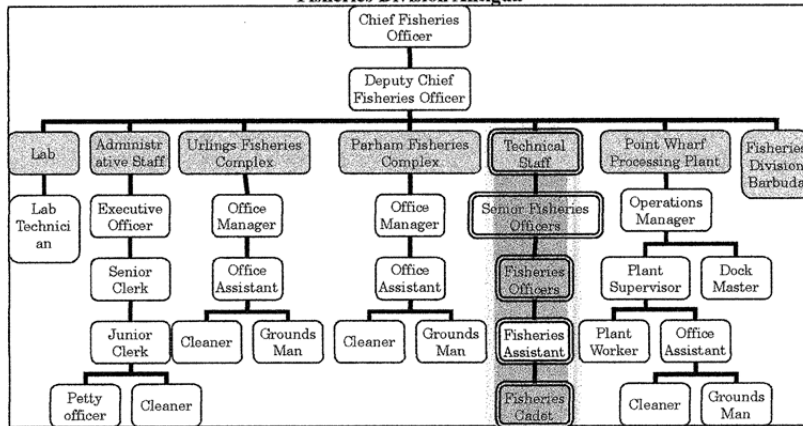 Fisheries Division Antigua
Chief Fisheries
Officer
Deputy Chief
Fisheries Officer
Lab
Administr
ative Staff
Urlings Fisheries
Complex
Parham Fisheries
Complex
Technical
Staff
Point Wharf
Processing Plant
Fisheries
Division
Barbuda
Lab
Technici
an
Executive
Officer
Office
Manager
Office
Manager
Senior Fisheries
Officers
Operations
Manager
Senior
Clerk
Office
Assistant
Office
Assistant
Fisheries
Officers
Plant
Supervisor
Dock
Master
Junior
Clerk
Cleaner
Grounds
Man
Cleaner
Grounds
Man
Fisheries
Assistant
Plant
Worker
Office
Assistant
Petty
officer
Cleaner
Fisheries
Cadet
Cleaner
Grounds
Man